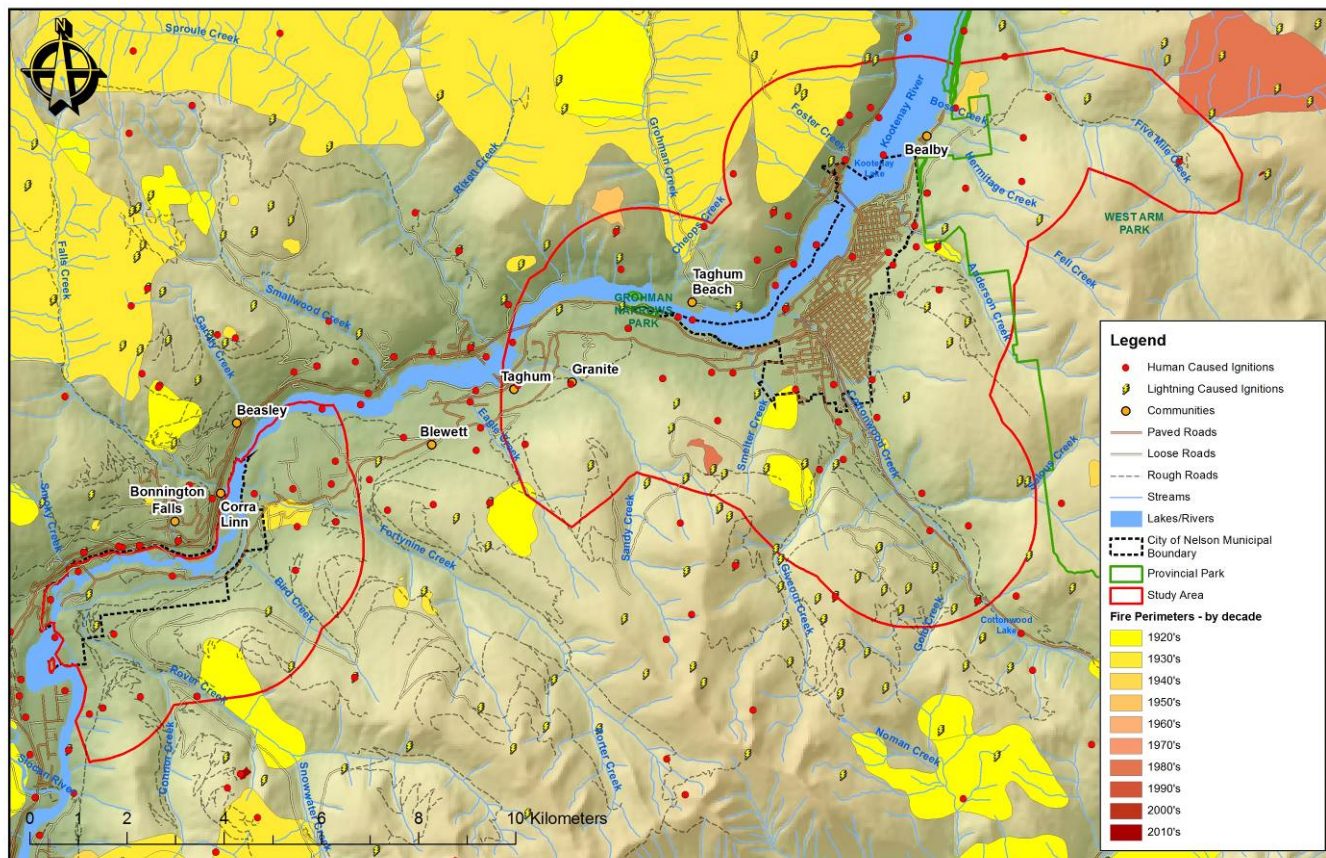 N
Sproule Creek
Falls Creek
Rixen Creek
Grohman Creek
Cheops Creek
Foster Creek
Kootenay River
Kootenay
Lake
Bealby
Hermitage Creek
Five Mile Creek
WEST ARM
PARK
Fell Creek
Anderson Creek
Smallwood Creek
Garrity Creek
Taghum
Beach
GROHMAN
NARROWS
PARK
Taghum
Granite
Eagle Creek
Beasley
Blewett
Bonnington
Falls
Corra
Linn
Smoky Creek
Smelter Creek
Cottonwood Creek
Sandy Creek
Fortynine Creek
Bird Creek
Giveout Creek
Gold Creek
Cottonwood
Lake
Rover Creek
Connor Creek
Snowwater Creek
Norman Creek
Slocan River
0 2 4 6 8 10 Kilometers
Legend
Human Caused Ignitions
Lightning Caused Ignitions
Communities
Paved Roads
Loose Roads
Rough Roads
Streams
Lakes/Rivers
City of Nelson Municipal
Boundary
Provincial Park
Study Area
Fire Perimeters - by decade
1920's
1930's
1940's
1950's
1960's
1970's
1980's
1990's
2000's
2010's